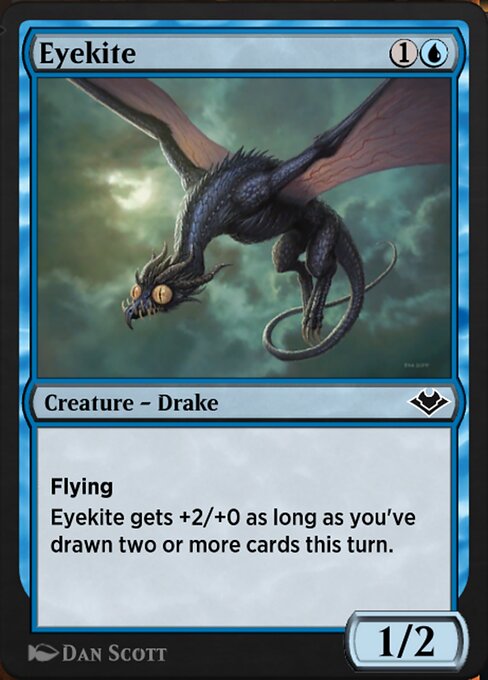 Eyekite 1
Creature – Drake
Flying
Eyekite gets +2/+0 as long as you've
drawn two or more cards this turn.
1/2
DAN SCOTT